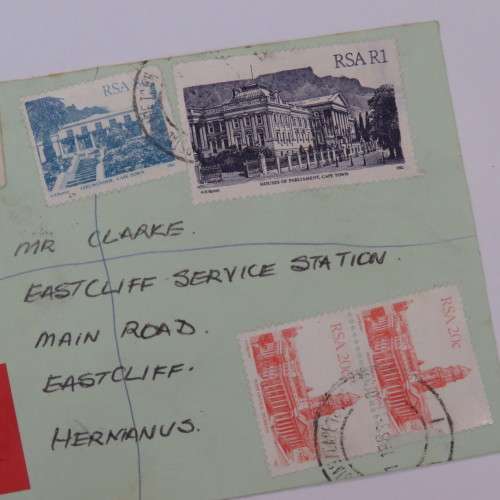 RSA
RSA R1
HOUSES OF PARLIAMENT, CAPE TOWN
MR CLARKE.
EASTCLIFF SERVICE STATION.
MAIN ROAD.
EASTCLIFF.
HERMANUS.
RSA 20c
RSA 20c